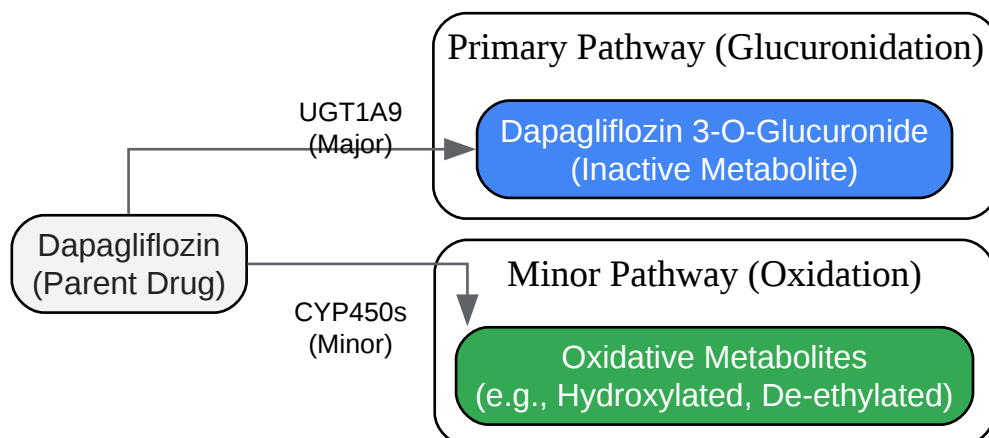 Primary Pathway (Glucuronidation)
UGT1A9
(Major)
Dapagliflozin 3-O-Glucuronide
(Inactive Metabolite)
Dapagliflozin
(Parent Drug)
Minor Pathway (Oxidation)
CYP450s
(Minor)
Oxidative Metabolites
(e.g., Hydroxylated, De-ethylated)